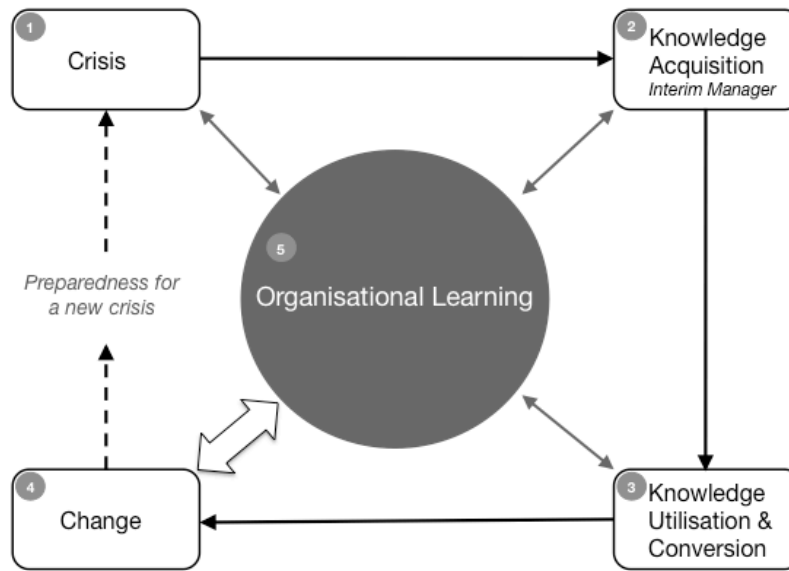 1
Crisis
2
Knowledge
Acquisition
Interim Manager
Preparedness for
a new crisis
5
Organisational Learning
4
Change
3
Knowledge
Utilisation &
Conversion